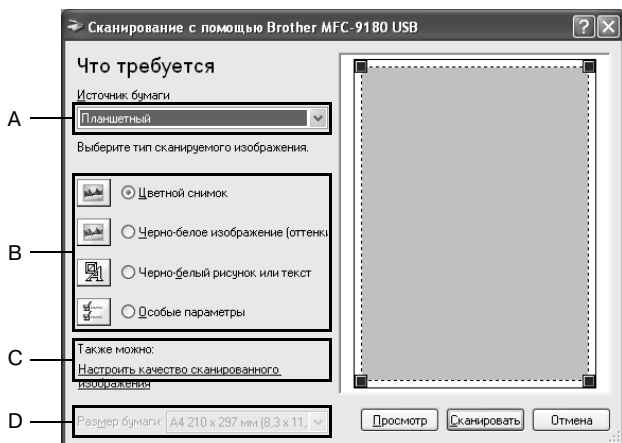 Сканирование с помощью Brother MFC-9180 USB
Что требуется
Источник бумаги
A
Планшетный
Выберите тип сканируемого изображения.
B
Цветной снимок
Черно-белое изображение (оттенки
Черно-белый рисунок или текст
Особые параметры
C
Также можно:
Настроить качество сканированного
изображения
D
Размер бумаги: A4 210 x 297 мм (8,3 x 11,
Просмотр Сканировать Отмена